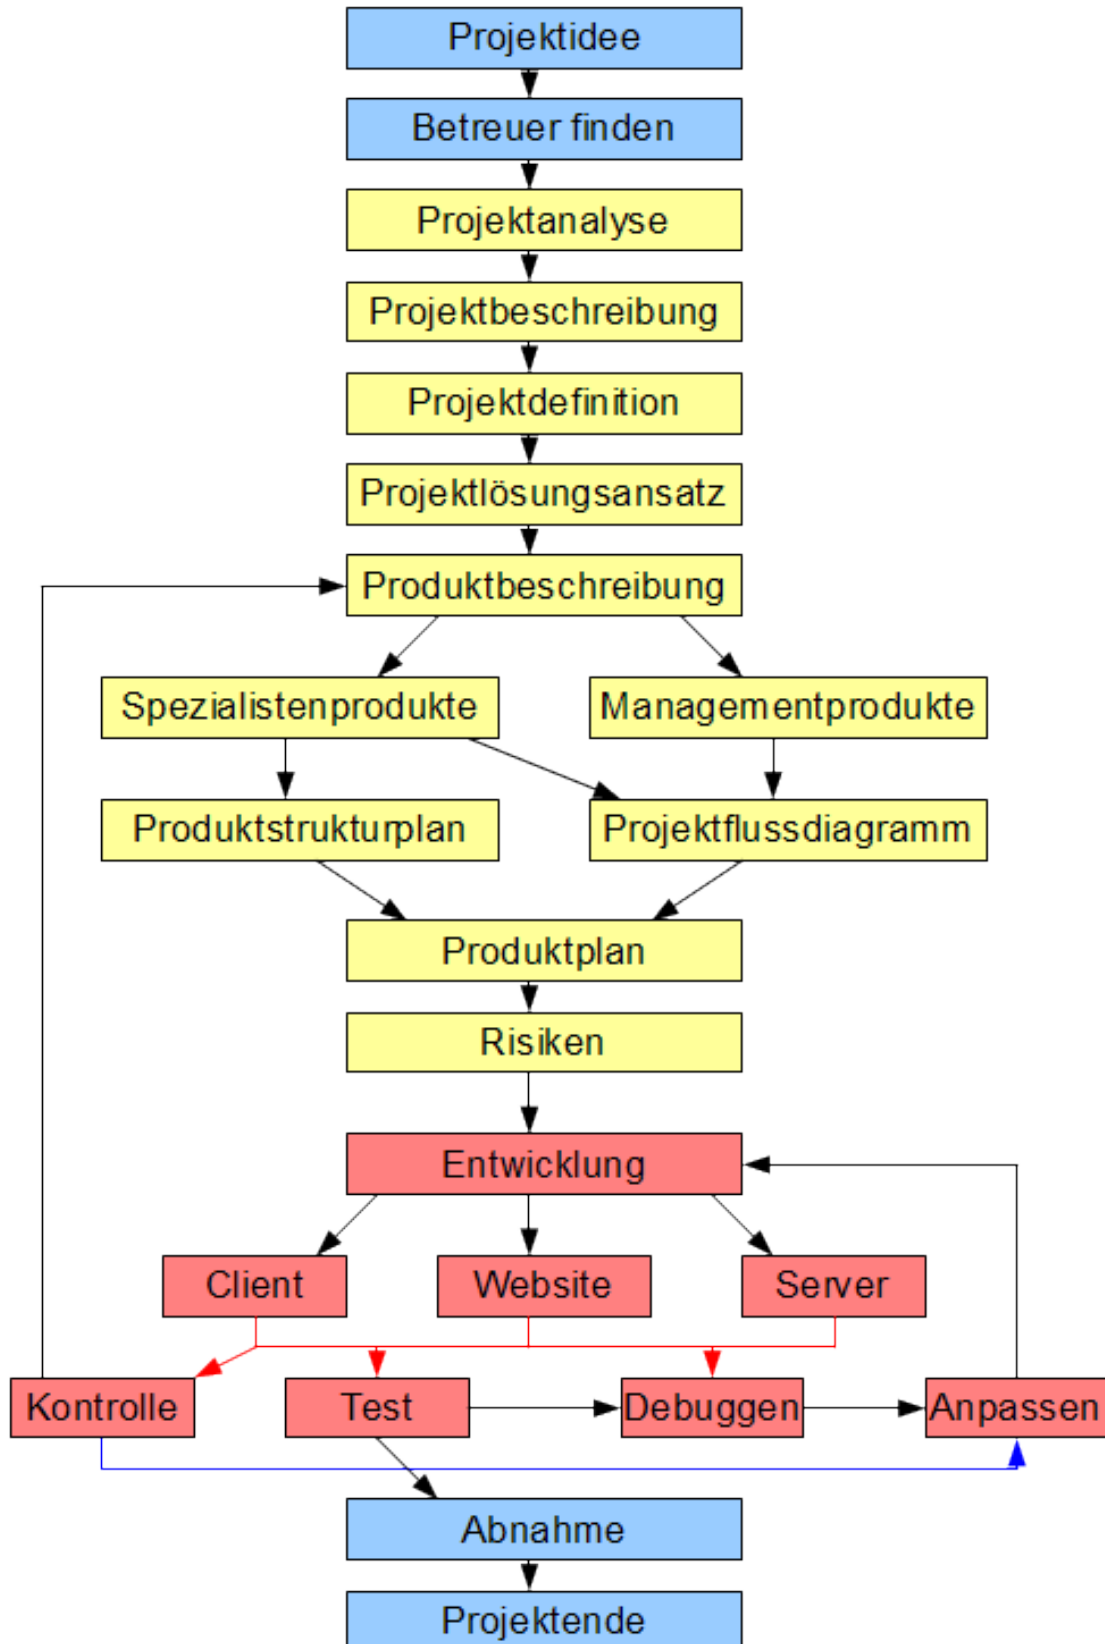 Projektidee
Betreuer finden
Projektanalyse
Projektbeschreibung
Projektdefinition
Projektlösungsansatz
Produktbeschreibung
Spezialistenprodukte
Managementprodukte
Produktstrukturplan
Projektflussdiagramm
Produktplan
Risiken
Entwicklung
Client
Website
Server
Kontrolle
Test
Debuggen
Anpassen
Abnahme
Projektende